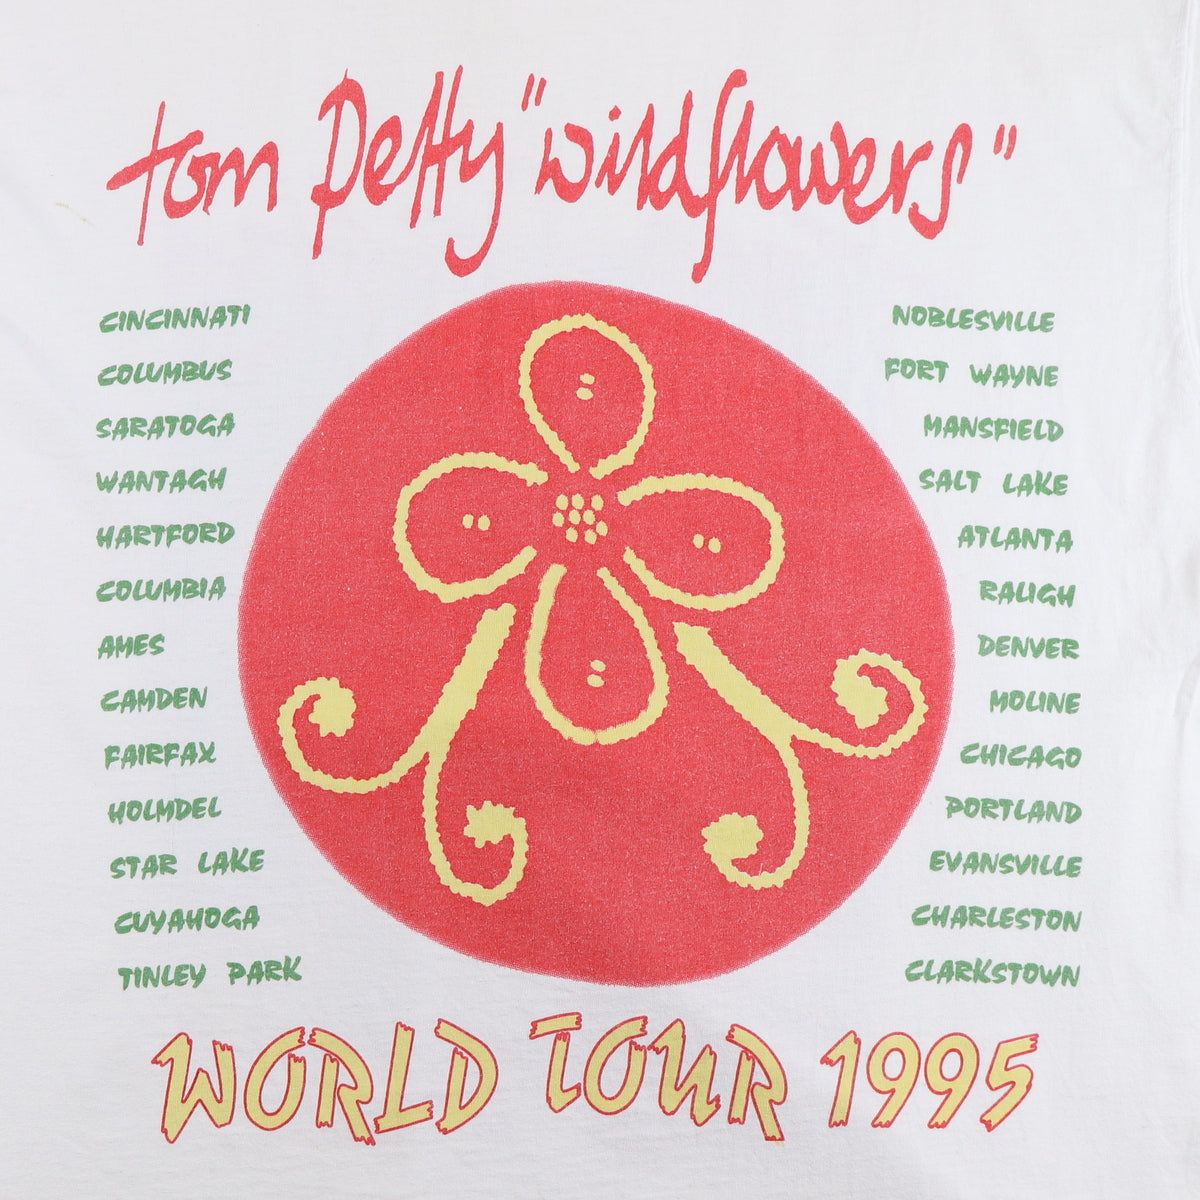 tom Petty "wildflowers"
CINCINNATI
COLUMBUS
SARATOGA
WANTAGH
HARTFORD
COLUMBIA
AMES
CAMDEN
FAIRFAX
HOLMDEL
STAR LAKE
CUYAHOGA
TINLEY PARK
NOBLESVILLE
FORT WAYNE
MANSFIELD
SALT LAKE
ATLANTA
RALIGH
DENVER
MOLINE
CHICAGO
PORTLAND
EVANSVILLE
CHARLESTON
CLARKSTOWN
WORLD TOUR 1995